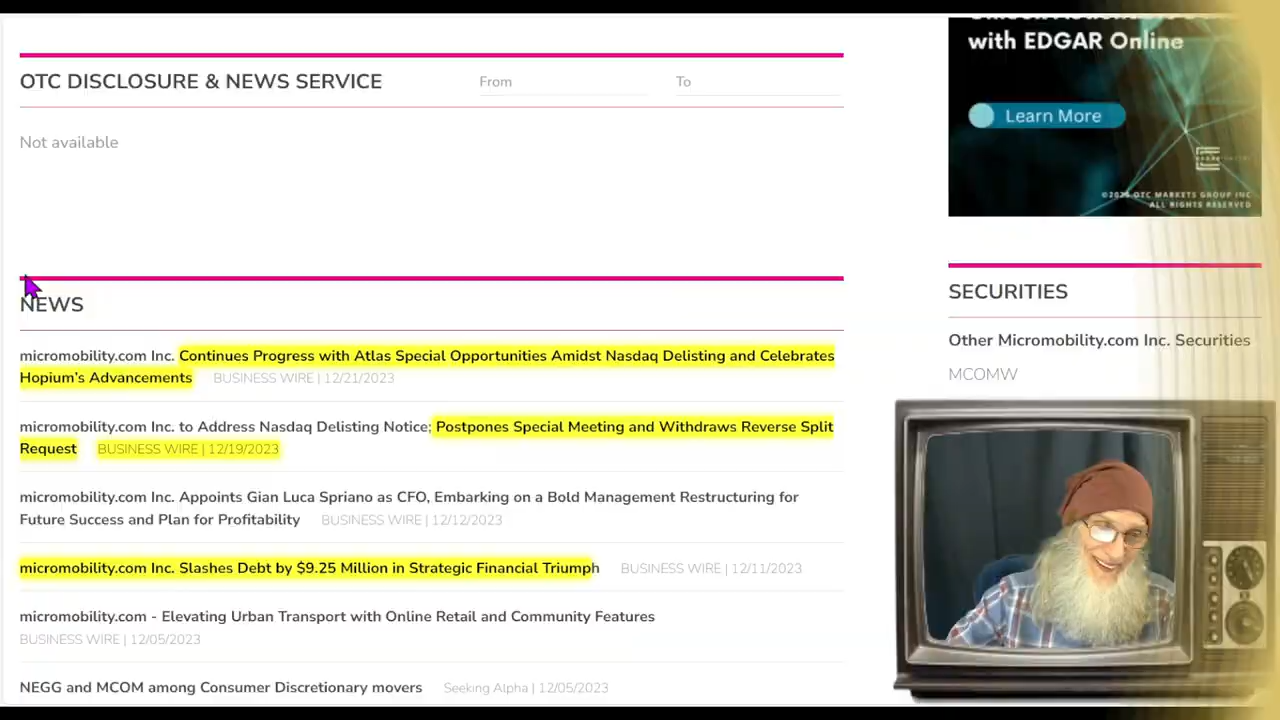 with EDGAR Online
OTC DISCLOSURE & NEWS SERVICE
From
To
Learn More
Not available
ALL RIGHTS RESERVED
NEWS
SECURITIES
micromobility.com Inc. Continues Progress with Atlas Special Opportunities Amidst Nasdaq Delisting and Celebrates
Hopium’s Advancements BUSINESS WIRE | 12/21/2023
Other Micromobility.com Inc. Securities
MCOMW
micromobility.com Inc. to Address Nasdaq Delisting Notice; Postpones Special Meeting and Withdraws Reverse Split
Request BUSINESS WIRE | 12/19/2023
micromobility.com Inc. Appoints Gian Luca Spriano as CFO, Embarking on a Bold Management Restructuring for
Future Success and Plan for Profitability BUSINESS WIRE | 12/12/2023
micromobility.com Inc. Slashes Debt by $9.25 Million in Strategic Financial Triumph BUSINESS WIRE | 12/11/2023
micromobility.com - Elevating Urban Transport with Online Retail and Community Features
BUSINESS WIRE | 12/05/2023
NEGG and MCOM among Consumer Discretionary movers Seeking Alpha | 12/05/2023